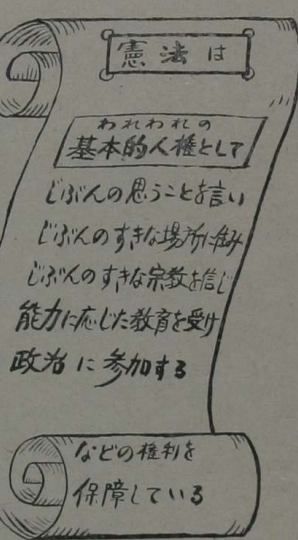 憲法は
われわれの
基本的人権として
じぶんの思うことを言い
じぶんのすきな場所に住み
じぶんのすきな宗教を信じ
能力に応じた教育を受け
政治に参加する
などの権利を
保障している